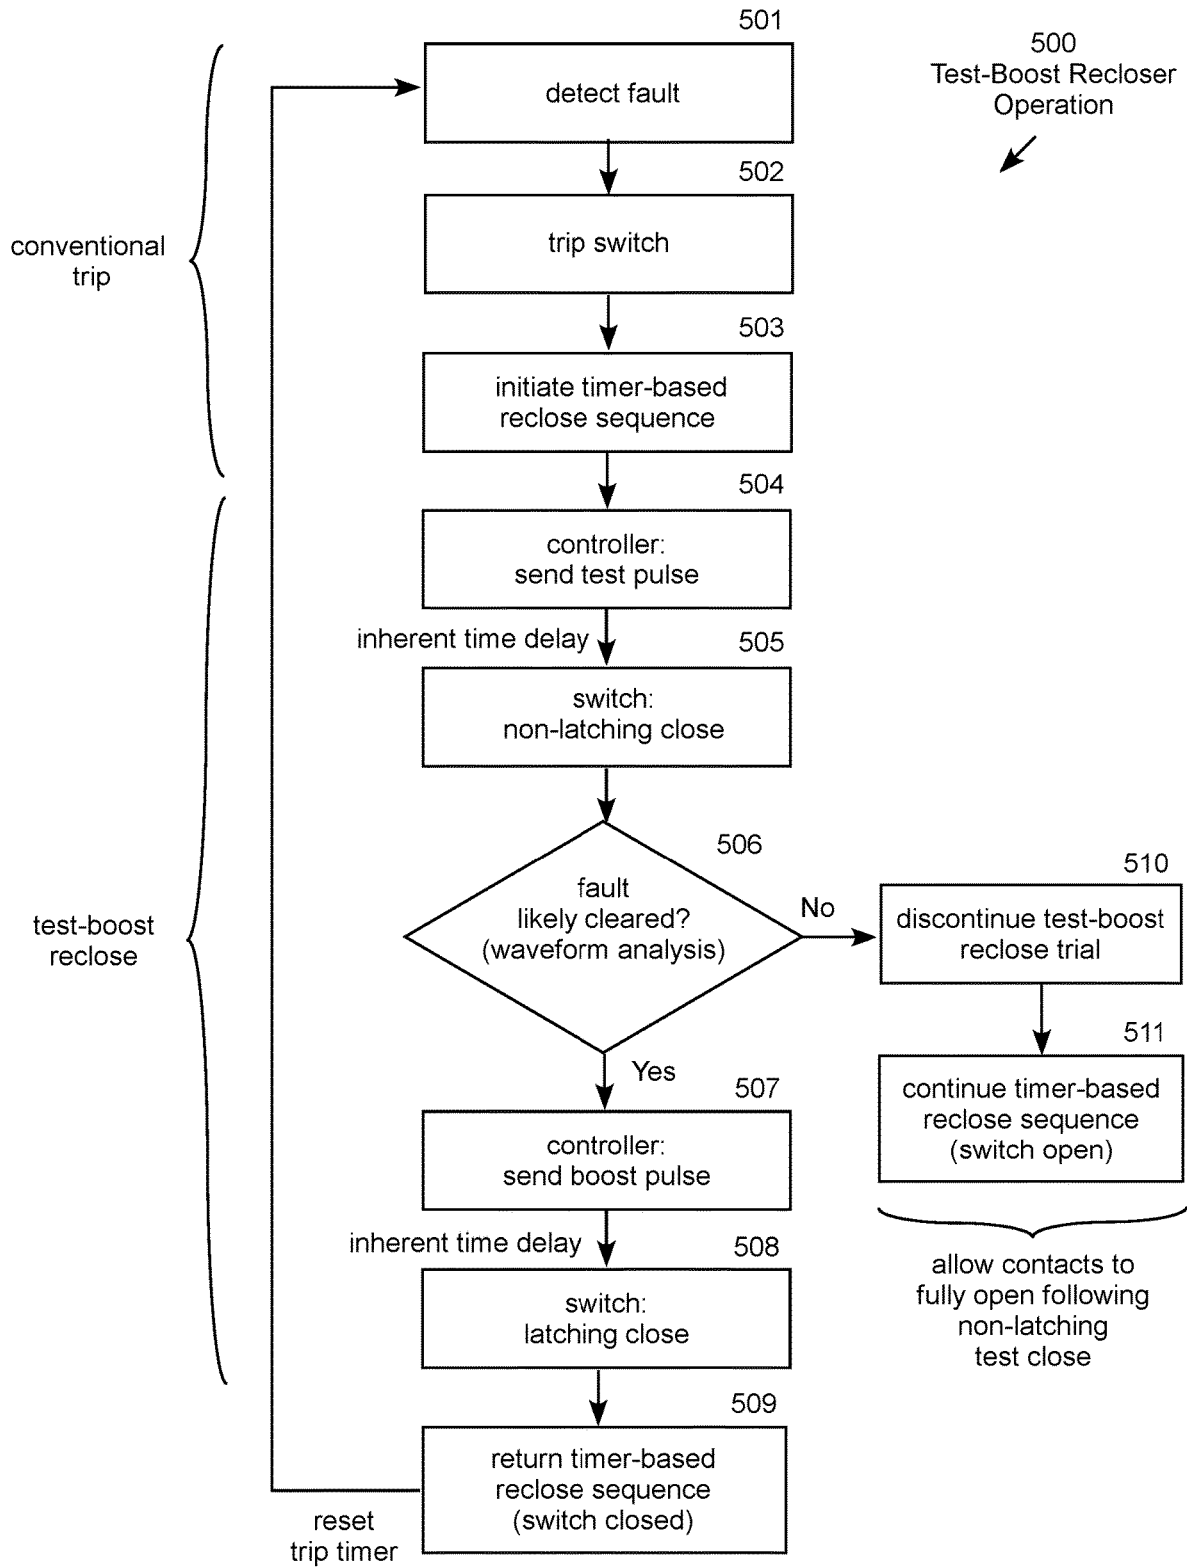 501
500
Test-Boost Recloser
Operation
detect fault
502
trip switch
conventional
trip
503
initiate timer-based
reclose sequence
504
controller:
send test pulse
inherent time delay
505
switch:
non-latching close
506
fault
likely cleared?
(waveform analysis)
No
510
discontinue test-boost
reclose trial
test-boost
reclose
511
continue timer-based
reclose sequence
(switch open)
allow contacts to
fully open following
non-latching
test close
Yes
507
controller:
send boost pulse
inherent time delay
508
switch:
latching close
509
return timer-based
reclose sequence
(switch closed)
reset
trip timer